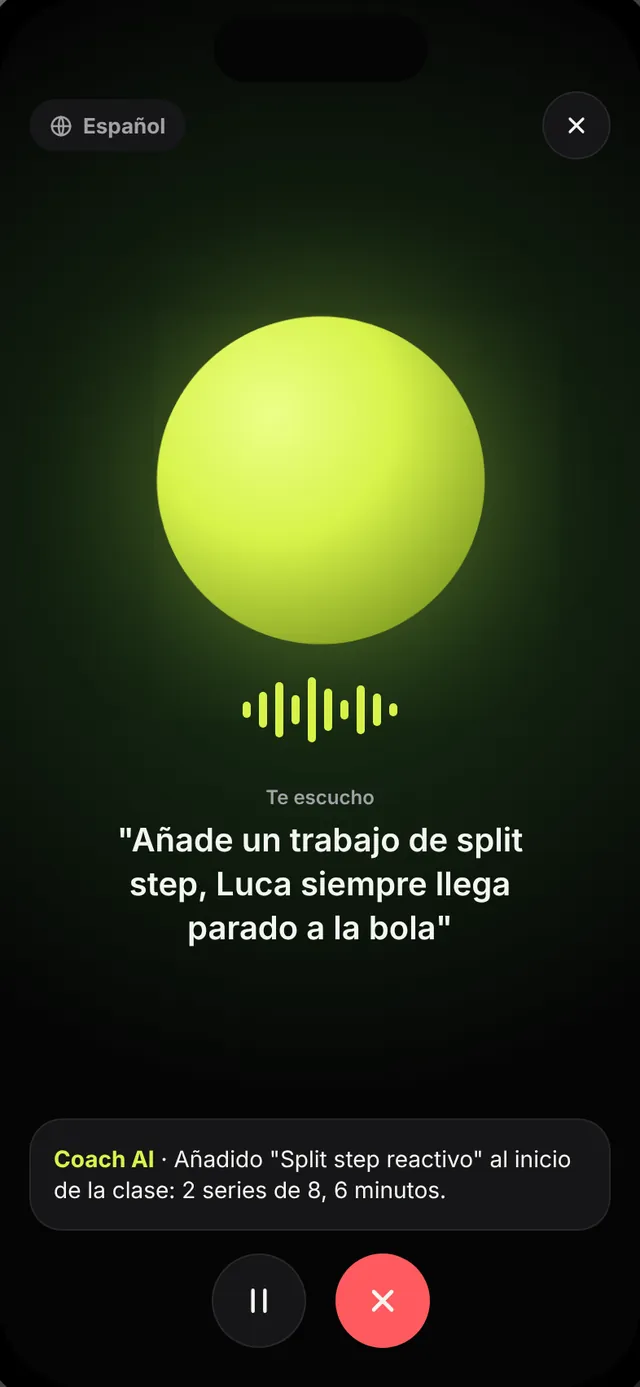 Español
Te escucho
"Añade un trabajo de split
step, Luca siempre llega
parado a la bola"
Coach AI · Añadido "Split step reactivo" al inicio
de la clase: 2 series de 8, 6 minutos.